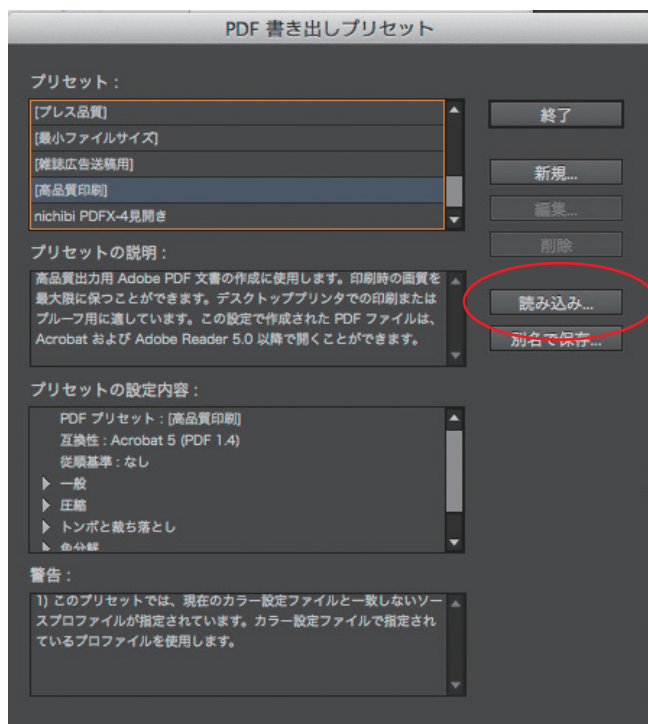 PDF 書き出しプリセット
プリセット :
[プレス品質]
[最小ファイルサイズ]
[雑誌広告送稿用]
[高品質印刷]
nichibi PDFX-4見開き
終了
新規...
編集...
削除
読み込み...
別名で保存...
プリセットの説明 :
高品質出力用 Adobe PDF 文書の作成に使用します。印刷時の画質を
最大限に保つことができます。デスクトッププリンタでの印刷または
プルーフ用に適しています。この設定で作成された PDF ファイルは、
Acrobat および Adobe Reader 5.0 以降で開くことができます。
プリセットの設定内容 :
PDF プリセット : [高品質印刷]
互換性 : Acrobat 5 (PDF 1.4)
従順基準 : なし
一般
圧縮
トンボと裁ち落とし
色分解
警告 :
1) このプリセットでは、現在のカラー設定ファイルと一致しないソー
スプロファイルが指定されています。カラー設定ファイルで指定され
ているプロファイルを使用します。